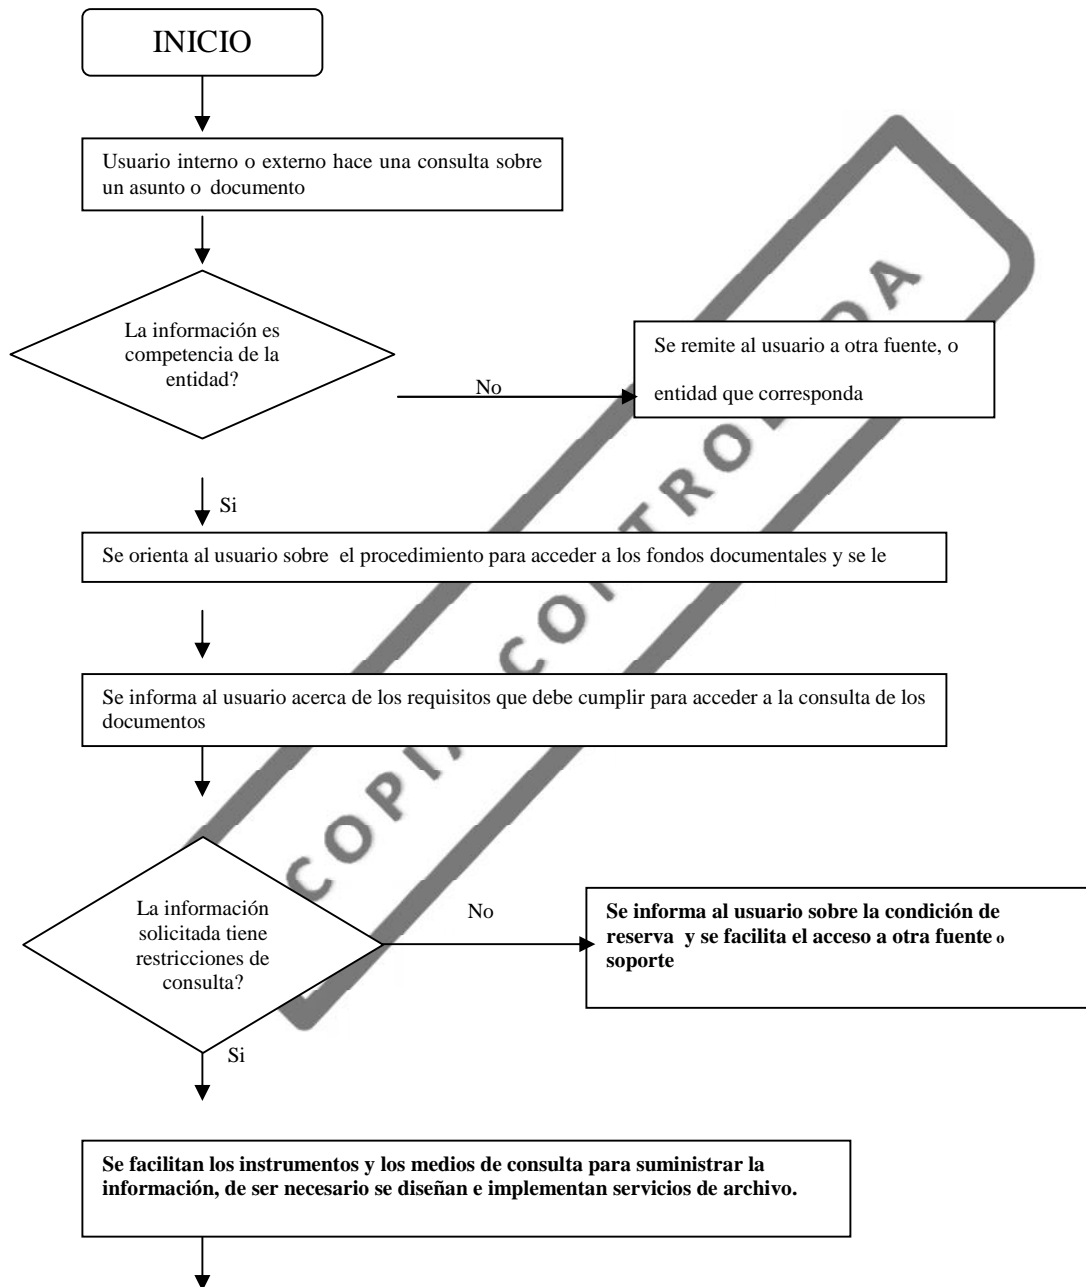 INICIO
Usuario interno o externo hace una consulta sobre
un asunto o documento
La información es
competencia de la
entidad?
No
Se remite al usuario a otra fuente, o
entidad que corresponda
Si
Se orienta al usuario sobre el procedimiento para acceder a los fondos documentales y se le
Se informa al usuario acerca de los requisitos que debe cumplir para acceder a la consulta de los
documentos
La información
solicitada tiene
restricciones de
consulta?
No
Se informa al usuario sobre la condición de
reserva y se facilita el acceso a otra fuente o
soporte
Si
Se facilitan los instrumentos y los medios de consulta para suministrar la
información, de ser necesario se diseñan e implementan servicios de archivo.
COPIA CONTROLADA